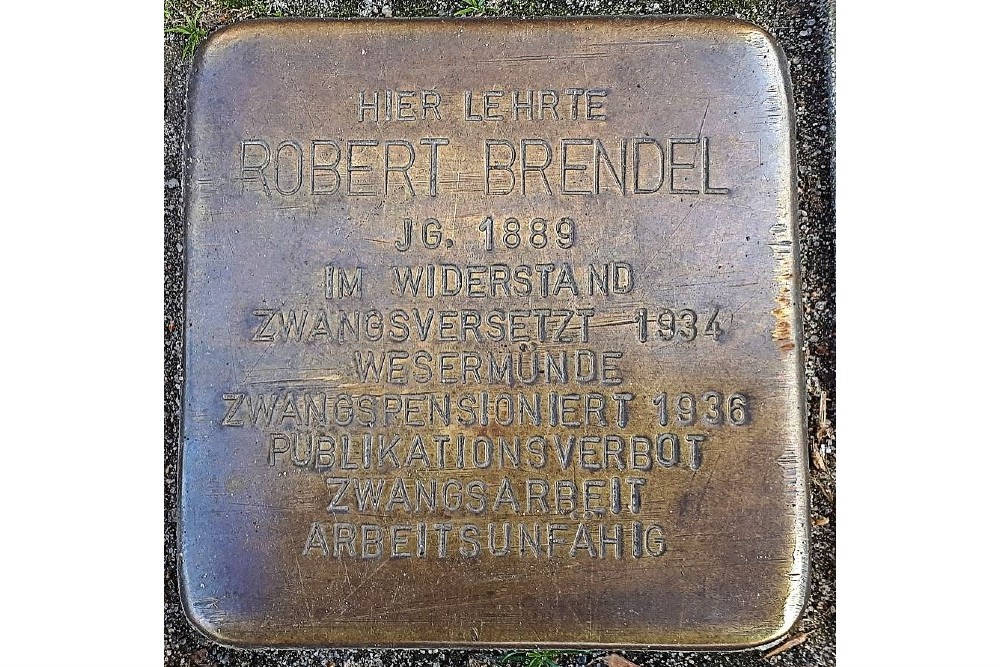 HIER LEHRTE
ROBERT BRENDEL
JG. 1889
IM WIDERSTAND
ZWANGSVERSETZT 1934
WESERMÜNDE
ZWANGSPENSIONIERT 1936
PUBLIKATIONSVERBOT
ZWANGSARBEIT
ARBEITSUNFÄHIG